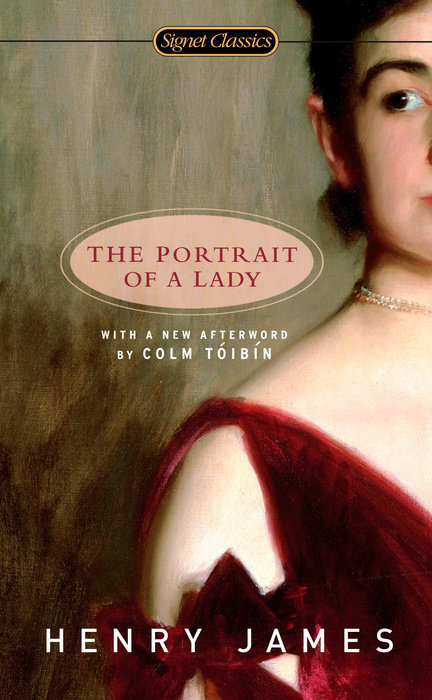 Signet Classics
THE PORTRAIT
OF A LADY
WITH A NEW AFTERWORD
BY COLM TÓIBÍN
HENRY JAMES